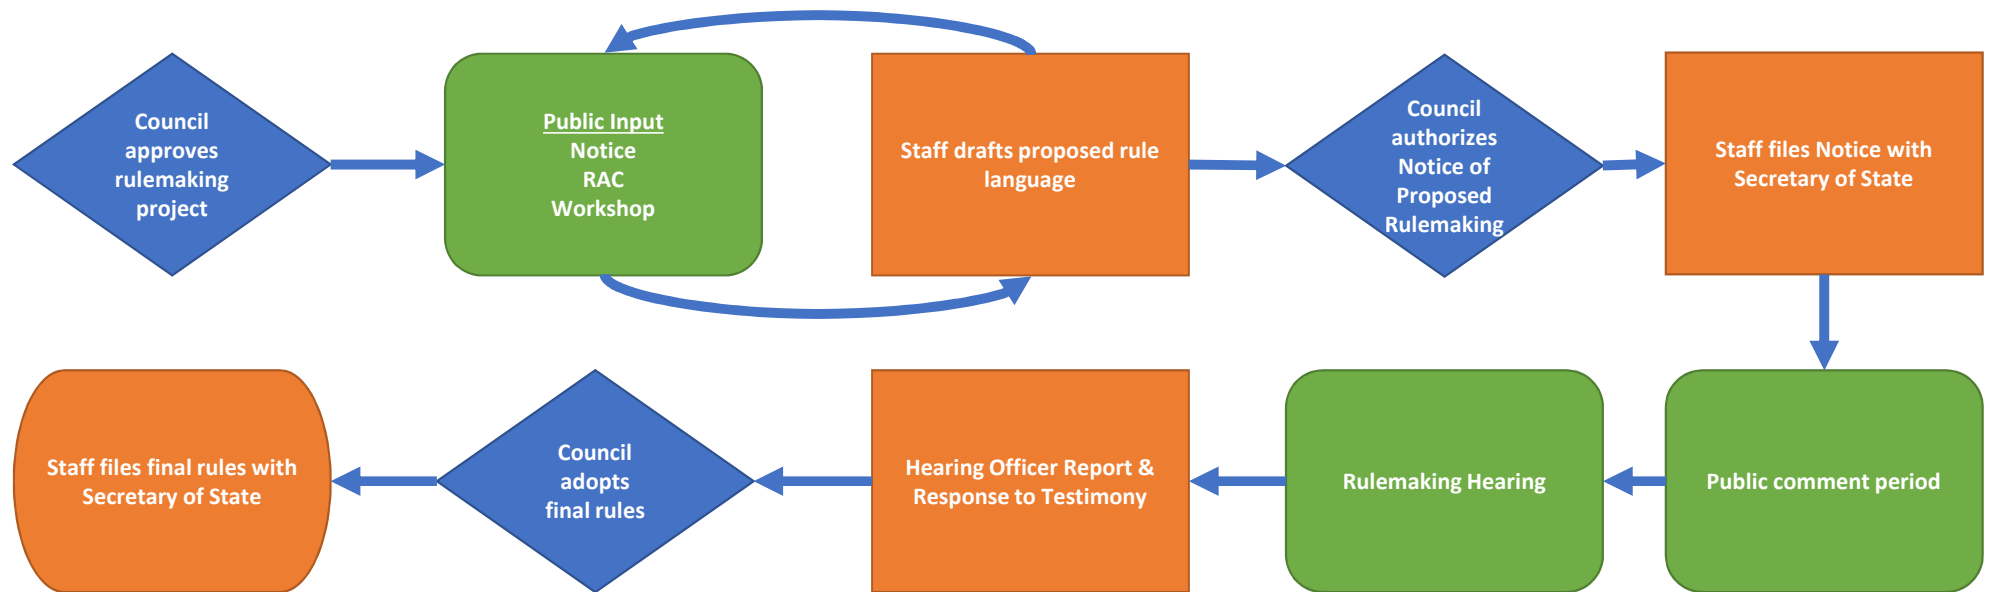 Council
approves
rulemaking
project
Public Input
Notice
RAC
Workshop
Staff drafts proposed rule
language
Council
authorizes
Notice of
Proposed
Rulemaking
Staff files Notice with
Secretary of State
Public comment period
Rulemaking Hearing
Hearing Officer Report &
Response to Testimony
Council
adopts
final rules
Staff files final rules with
Secretary of State